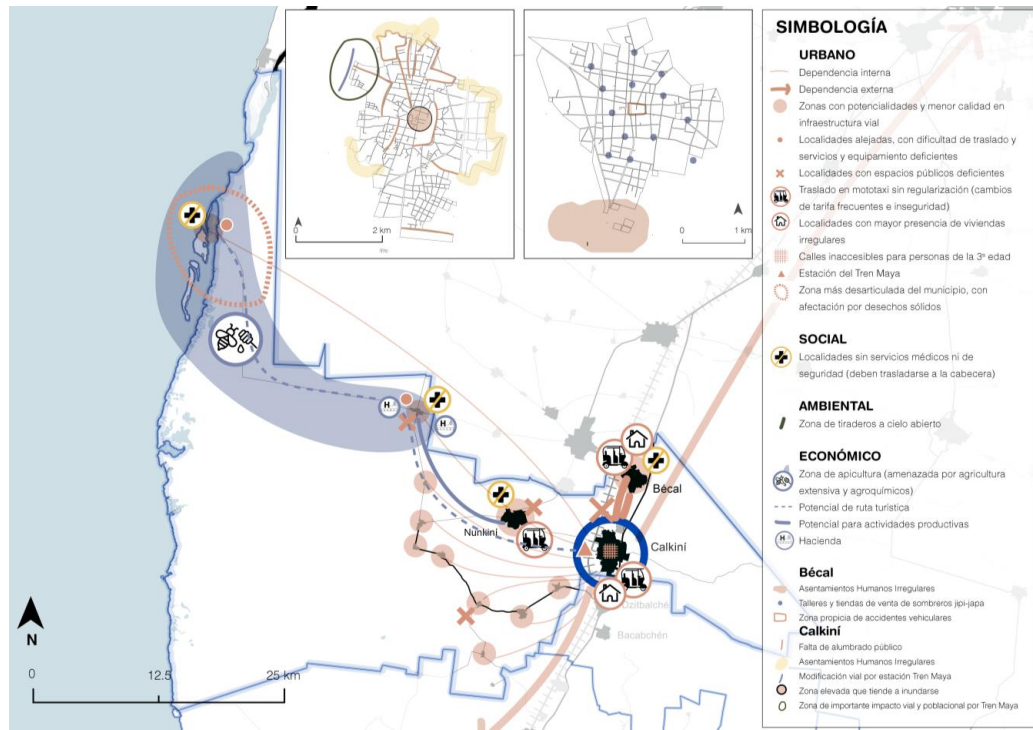 2 km
1 km
Bécal
Nunkiní
Calkiní
Dzitbalché
Bacabchén
H
H
N
0
12.5
25 km
0
0
SIMBOLOGÍA
URBANO
Dependencia interna
Dependencia externa
Zonas con potencialidades y menor calidad en
infraestructura vial
Localidades alejadas, con dificultad de traslado y
servicios y equipamiento deficientes
Localidades con espacios públicos deficientes
Traslado en mototaxi sin regularización (cambios
de tarifa frecuentes e inseguridad)
Localidades con mayor presencia de viviendas
irregulares
Calles inaccesibles para personas de la 3ª edad
Estación del Tren Maya
Zona más desarticulada del municipio, con
afectación por desechos sólidos
SOCIAL
Localidades sin servicios médicos ni de
seguridad (deben trasladarse a la cabecera)
AMBIENTAL
Zona de tiraderos a cielo abierto
ECONÓMICO
Zona de apicultura (amenazada por agricultura
extensiva y agroquímicos)
Potencial de ruta turística
Potencial para actividades productivas
H
Hacienda
Bécal
Asentamientos Humanos Irregulares
Talleres y tiendas de venta de sombreros jipi-japa
Zona propicia de accidentes vehiculares
Calkiní
Falta de alumbrado público
Asentamientos Humanos Irregulares
Modificación vial por estación Tren Maya
Zona elevada que tiende a inundarse
Zona de importante impacto vial y poblacional por Tren Maya